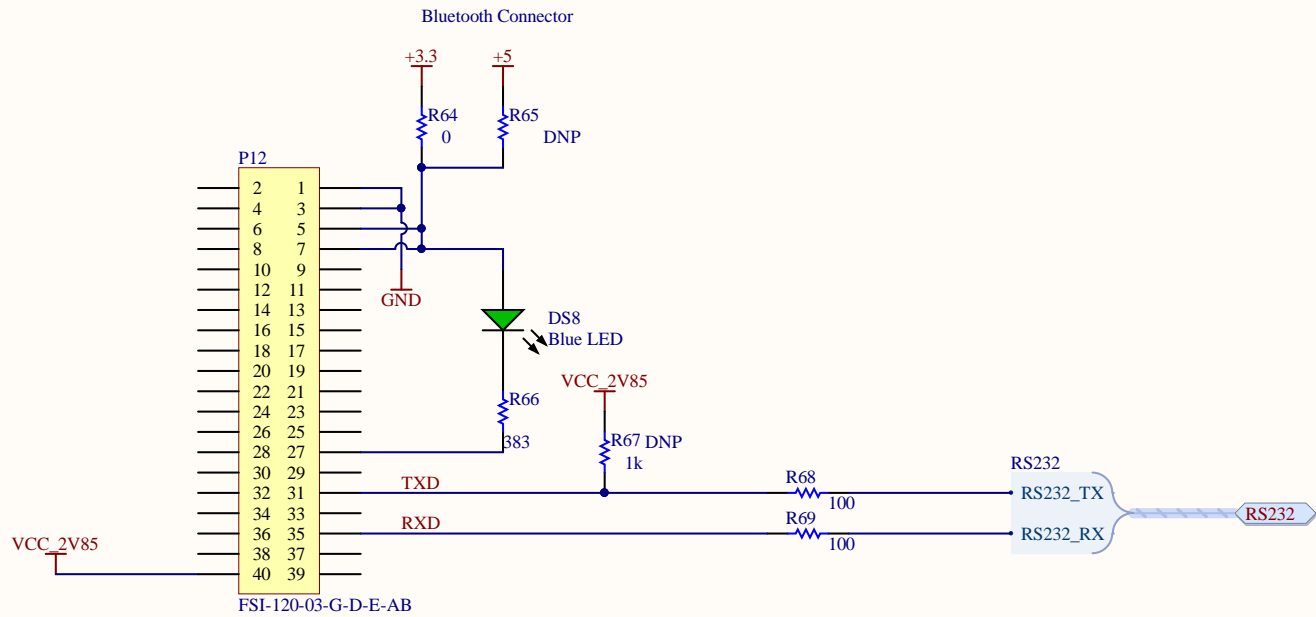 Bluetooth Connector
+3.3 +5
R64 R65
0 DNP
P12
2 1
4 3
6 5
8 7
10 9
12 11
GND
14 13
16 15
DS8
Blue LED
18 17
20 19
VCC_2V85
22 21
R66
24 23
26 25
383
R67 DNP
28 27
1k
30 29
R68
RS232
32 31
TXD
100
RS232_TX
34 33
R69
RS232
36 35
RXD
100
RS232_RX
VCC_2V85
38 37
40 39
FSI-120-03-G-D-E-AB